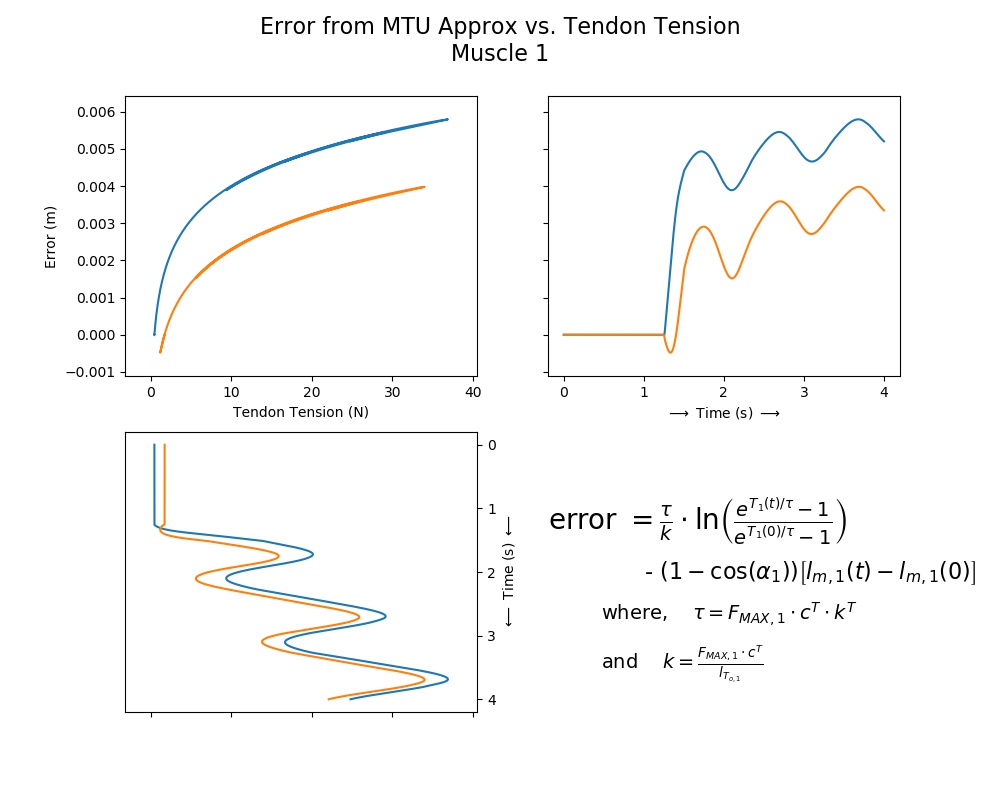 Error from MTU Approx vs. Tendon Tension
Muscle 1
0.006
0.005
0.004
0.003
0.002
0.001
0.000
−0.001
Error (m)
0 10 20 30 40
Tendon Tension (N)
0 1 2 3 4
⟶ Time (s) ⟶
0
1
2
3
4
⟵ Time (s) ⟵
error = τ/k · ln((e^{T_1(t)/τ} − 1)/(e^{T_1(0)/τ} − 1))
- (1 − cos(α_1))[l_{m,1}(t) − l_{m,1}(0)]
where, τ = F_{MAX,1} · c^T · k^T
and k = F_{MAX,1} · c^T / l_{T_{o,1}}